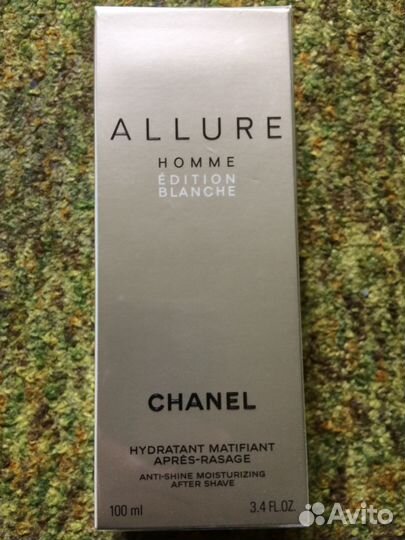 ALLURE
HOMME
ÉDITION
BLANCHE
CHANEL
HYDRATANT MATIFIANT
APRÈS-RASAGE
ANTI-SHINE MOISTURIZING
AFTER SHAVE
100 ml 3.4 FL.OZ.
Avito